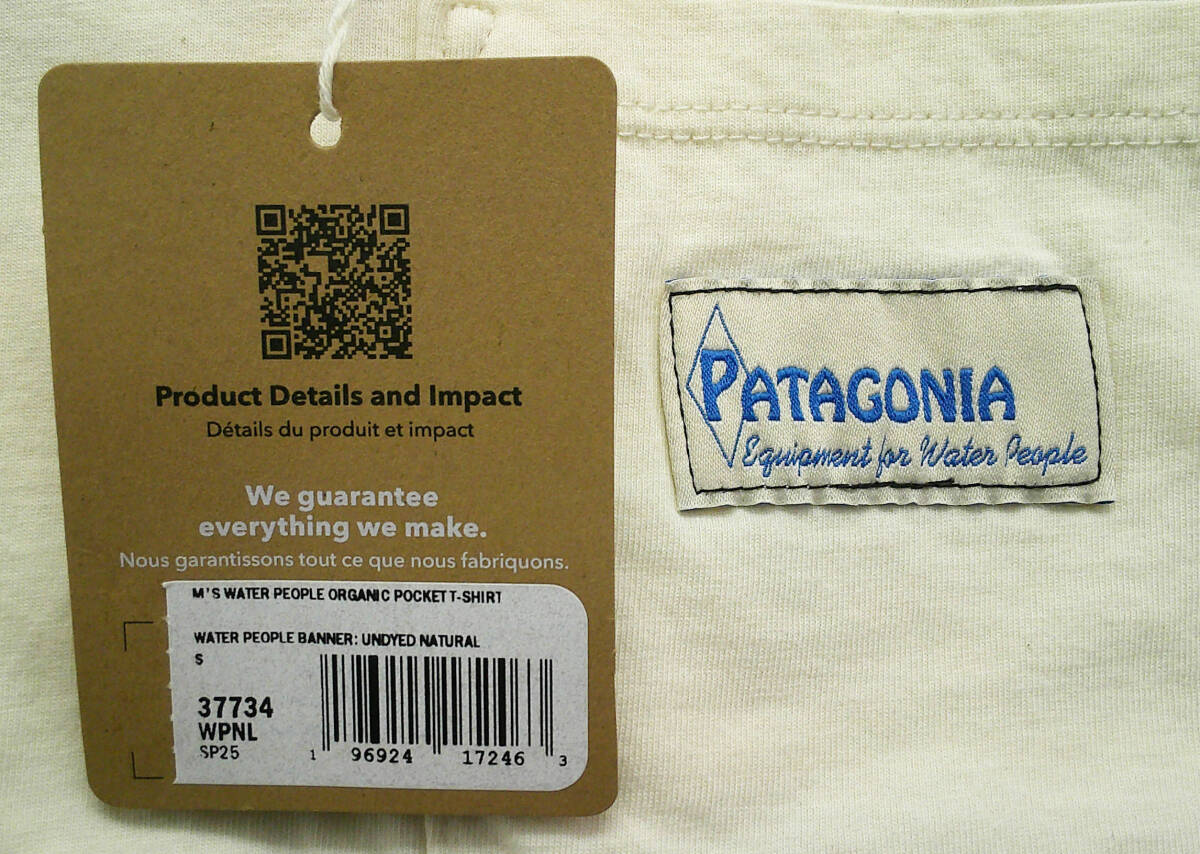 Product Details and Impact
Détails du produit et impact
We guarantee
everything we make.
Nous garantissons tout ce que nous fabriquons.
M'S WATER PEOPLE ORGANIC POCKET T-SHIRT
WATER PEOPLE BANNER: UNDYED NATURAL
S
37734
WPNL
SP25
1 96924 17246 3
PATAGONIA
Equipment for Water People